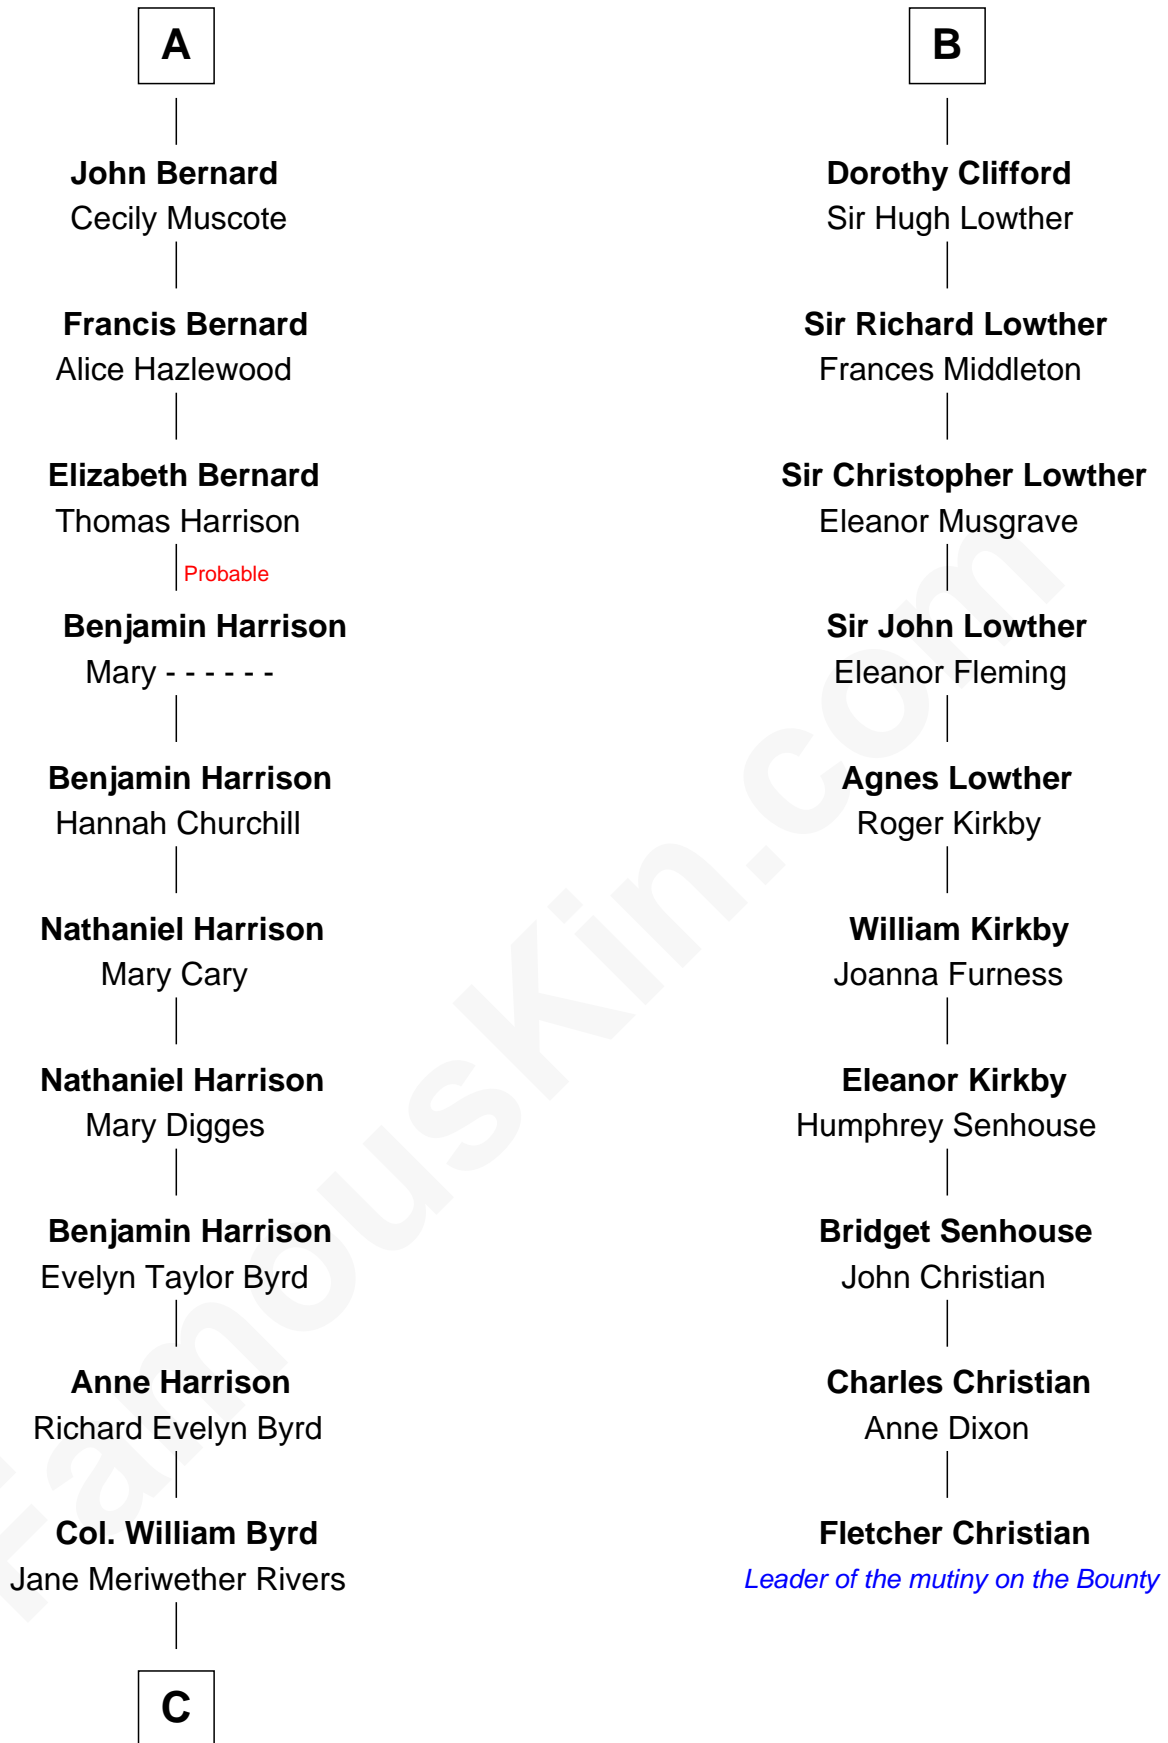 A
John Bernard
Cecily Muscote
Francis Bernard
Alice Hazlewood
Elizabeth Bernard
Thomas Harrison
Probable
Benjamin Harrison
Mary - - - - - -
Benjamin Harrison
Hannah Churchill
Nathaniel Harrison
Mary Cary
Nathaniel Harrison
Mary Digges
Benjamin Harrison
Evelyn Taylor Byrd
Anne Harrison
Richard Evelyn Byrd
Col. William Byrd
Jane Meriwether Rivers
C
B
Dorothy Clifford
Sir Hugh Lowther
Sir Richard Lowther
Frances Middleton
Sir Christopher Lowther
Eleanor Musgrave
Sir John Lowther
Eleanor Fleming
Agnes Lowther
Roger Kirkby
William Kirkby
Joanna Furness
Eleanor Kirkby
Humphrey Senhouse
Bridget Senhouse
John Christian
Charles Christian
Anne Dixon
Fletcher Christian
Leader of the mutiny on the Bounty
FamousKin.com